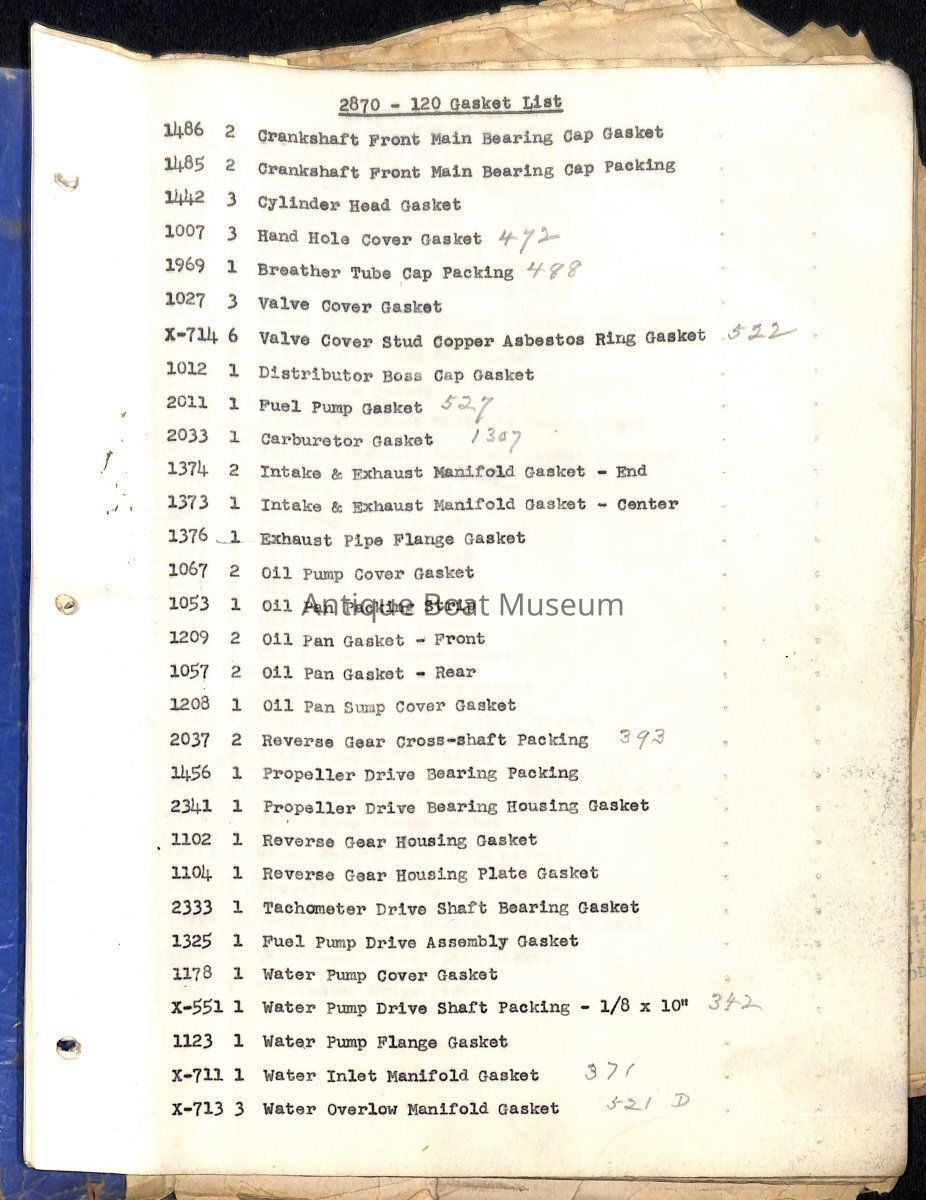 2870 - 120 Gasket List
1486 2 Crankshaft Front Main Bearing Cap Gasket
1485 2 Crankshaft Front Main Bearing Cap Packing
1442 3 Cylinder Head Gasket
1007 3 Hand Hole Cover Gasket 472
1969 1 Breather Tube Cap Packing 488
1027 3 Valve Cover Gasket
X-714 6 Valve Cover Stud Copper Asbestos Ring Gasket 522
1012 1 Distributor Boss Cap Gasket
2011 1 Fuel Pump Gasket 527
2033 1 Carburetor Gasket 1307
1374 2 Intake & Exhaust Manifold Gasket - End
1373 1 Intake & Exhaust Manifold Gasket - Center
1376 1 Exhaust Pipe Flange Gasket
1067 2 Oil Pump Cover Gasket
1053 1 Oil Pan Packing Strip
Antique Boat Museum
1209 2 Oil Pan Gasket - Front
1057 2 Oil Pan Gasket - Rear
1208 1 Oil Pan Sump Cover Gasket
2037 2 Reverse Gear Cross-shaft Packing 393
1456 1 Propeller Drive Bearing Packing
2341 1 Propeller Drive Bearing Housing Gasket
1102 1 Reverse Gear Housing Gasket
1104 1 Reverse Gear Housing Plate Gasket
2333 1 Tachometer Drive Shaft Bearing Gasket
1325 1 Fuel Pump Drive Assembly Gasket
1178 1 Water Pump Cover Gasket
X-551 1 Water Pump Drive Shaft Packing - 1/8 x 10" 342
1123 1 Water Pump Flange Gasket
X-711 1 Water Inlet Manifold Gasket 371
X-713 3 Water Overlow Manifold Gasket 521 D